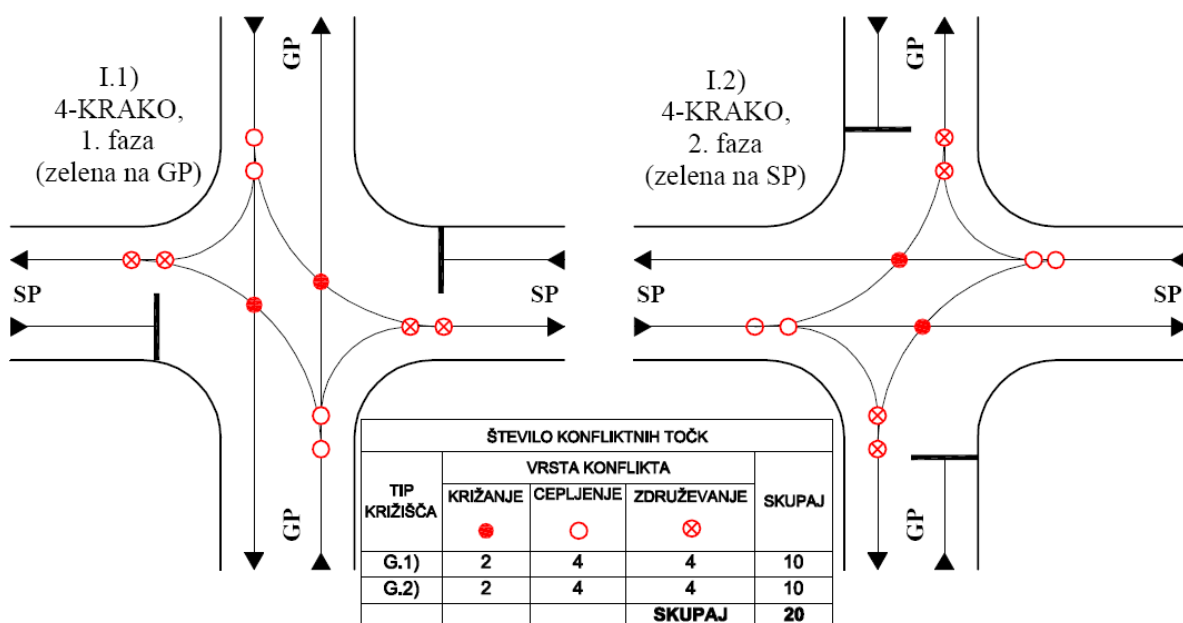 I.1)
4-KRAKO,
1. faza
(zelena na GP)
GP
SP
SP
GP
I.2)
4-KRAKO,
2. faza
(zelena na SP)
GP
SP
SP
GP
ŠTEVILO KONFLIKTNIH TOČK
TIP KRIŽIŠČA
VRSTA KONFLIKTA
SKUPAJ
KRIŽANJE CEPLJENJE ZDRUŽEVANJE
G.1) 2 4 4 10
G.2) 2 4 4 10
SKUPAJ 20